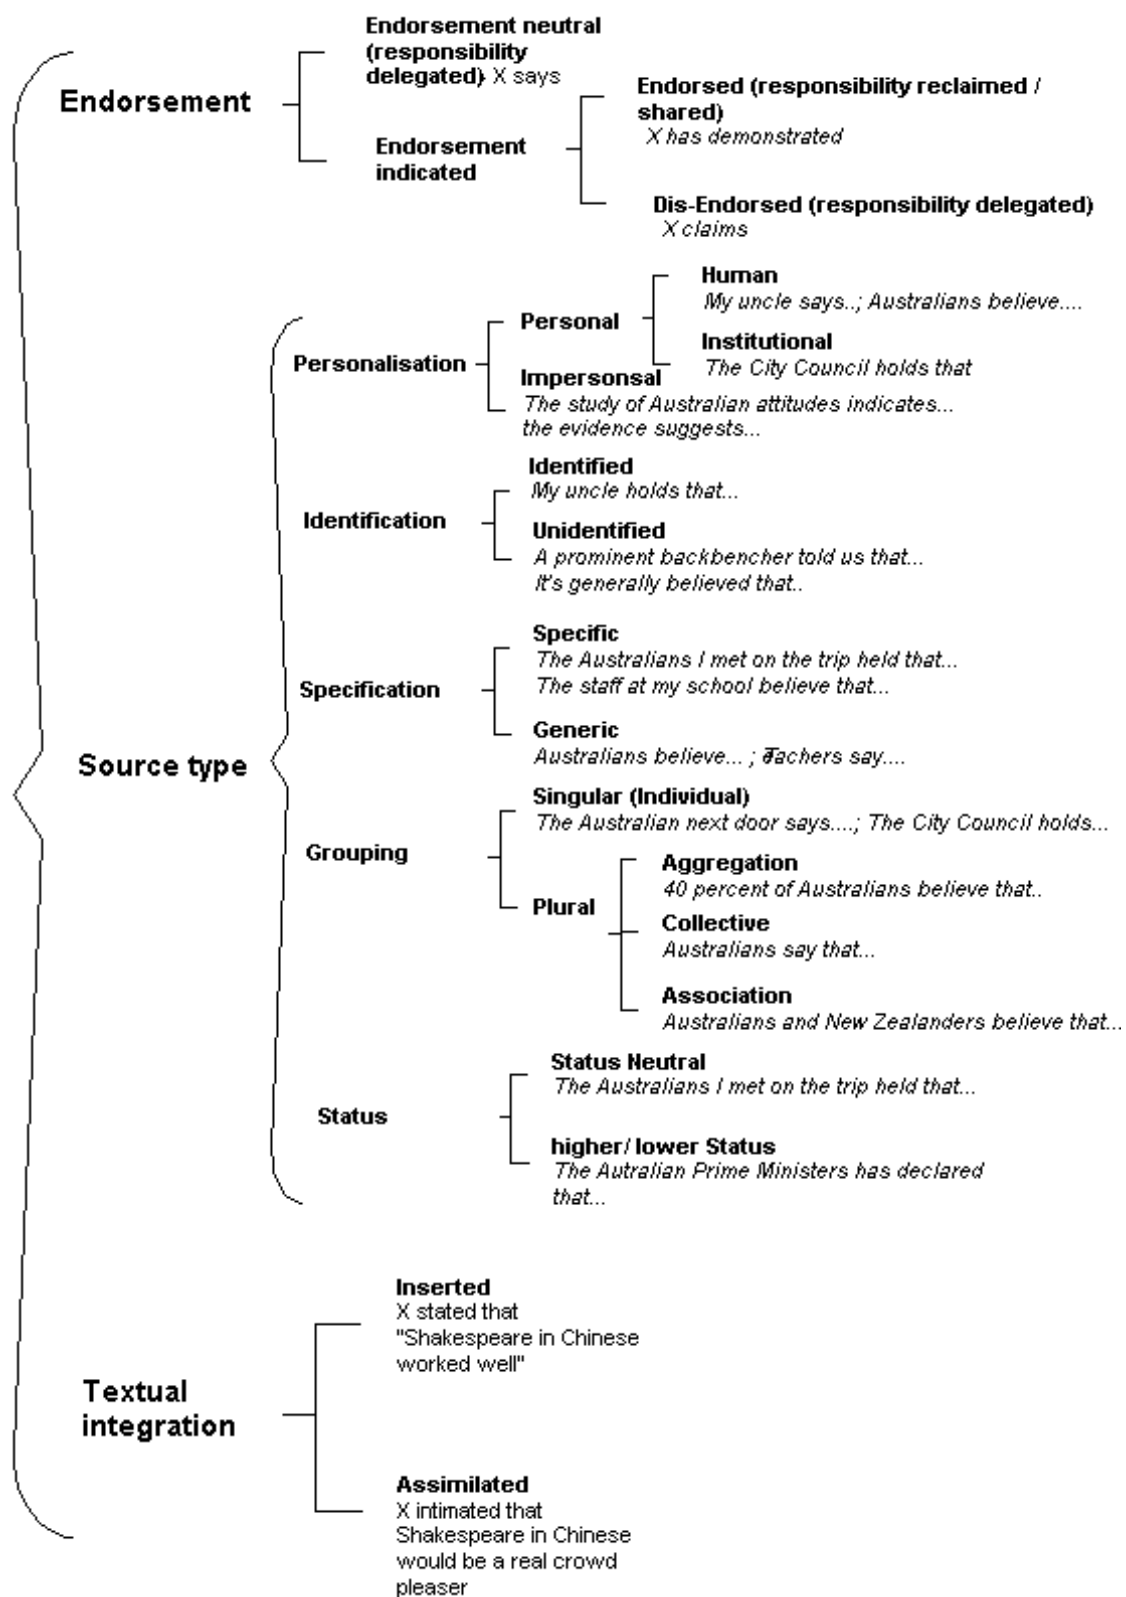 Endorsement neutral
(responsibility
delegated) X says
Endorsement
Endorsed (responsibility reclaimed /
shared)
X has demonstrated
Endorsement
indicated
Dis-Endorsed (responsibility delegated)
X claims
Human
My uncle says..; Australians believe....
Personal
Institutional
The City Council holds that
Personalisation
Impersonsal
The study of Australian attitudes indicates...
the evidence suggests...
Identified
My uncle holds that...
Identification
Unidentified
A prominent backbencher told us that...
It's generally believed that..
Specific
The Australians I met on the trip held that...
The staff at my school believe that...
Specification
Generic
Australians believe... ; Tachers say....
Source type
Singular (Individual)
The Australian next door says....; The City Council holds...
Grouping
Aggregation
40 percent of Australians believe that..
Plural
Collective
Australians say that...
Association
Australians and New Zealanders believe that...
Status Neutral
The Australians I met on the trip held that...
Status
higher/ lower Status
The Autralian Prime Ministers has declared
that...
Inserted
X stated that
"Shakespeare in Chinese
worked well"
Textual
integration
Assimilated
X intimated that
Shakespeare in Chinese
would be a real crowd
pleaser